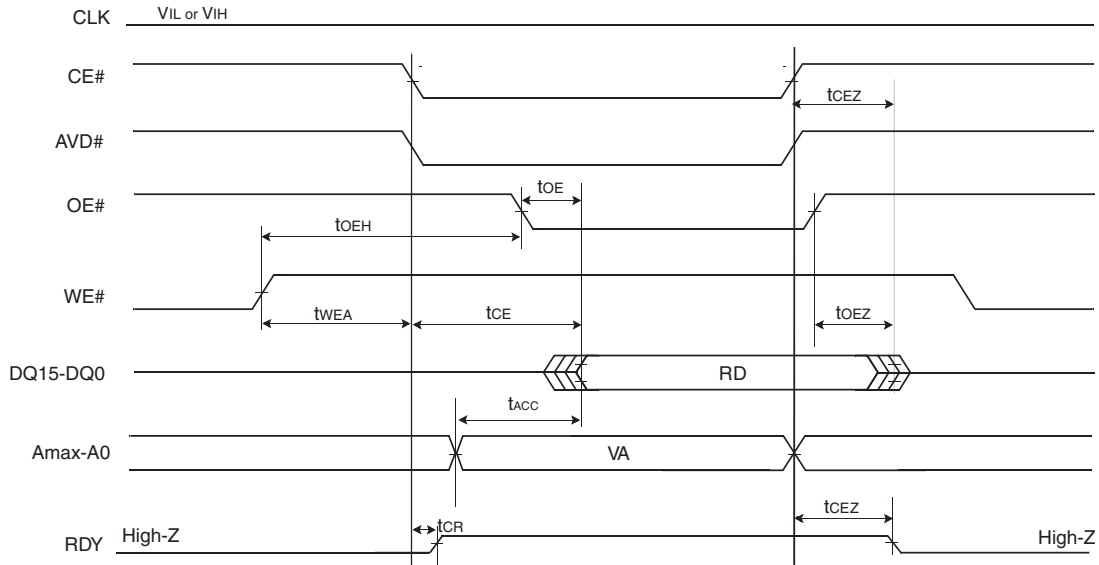 CLK VIL or VIH
CE#
tCEZ
AVD#
OE# tOE
tOEH
WE#
tWEA tCE tOEZ
DQ15-DQ0 RD
tACC
Amax-A0 VA
tCEZ
RDY High-Z tCR High-Z